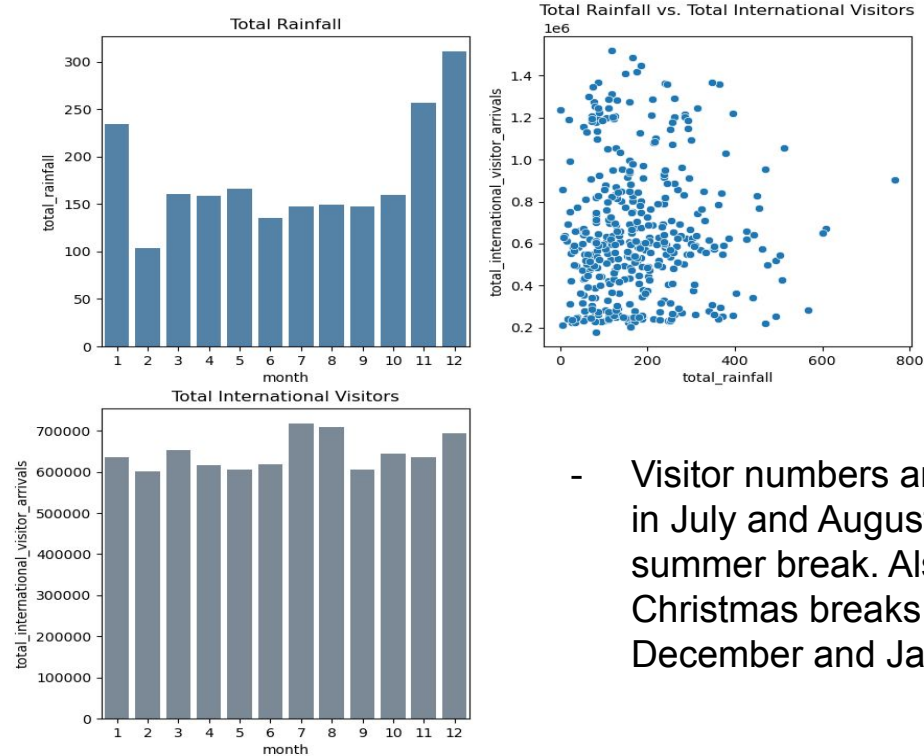 Total Rainfall
300
250
200
150
100
50
0
total_rainfall
1 2 3 4 5 6 7 8 9 10 11 12
month
Total Rainfall vs. Total International Visitors
1e6
1.4
1.2
1.0
0.8
0.6
0.4
0.2
total_international_visitor_arrivals
0 200 400 600 800
total_rainfall
Total International Visitors
700000
600000
500000
400000
300000
200000
100000
0
total_international_visitor_arrivals
1 2 3 4 5 6 7 8 9 10 11 12
month
- Visitor numbers
in July and
summer break.
Christmas breaks
December and